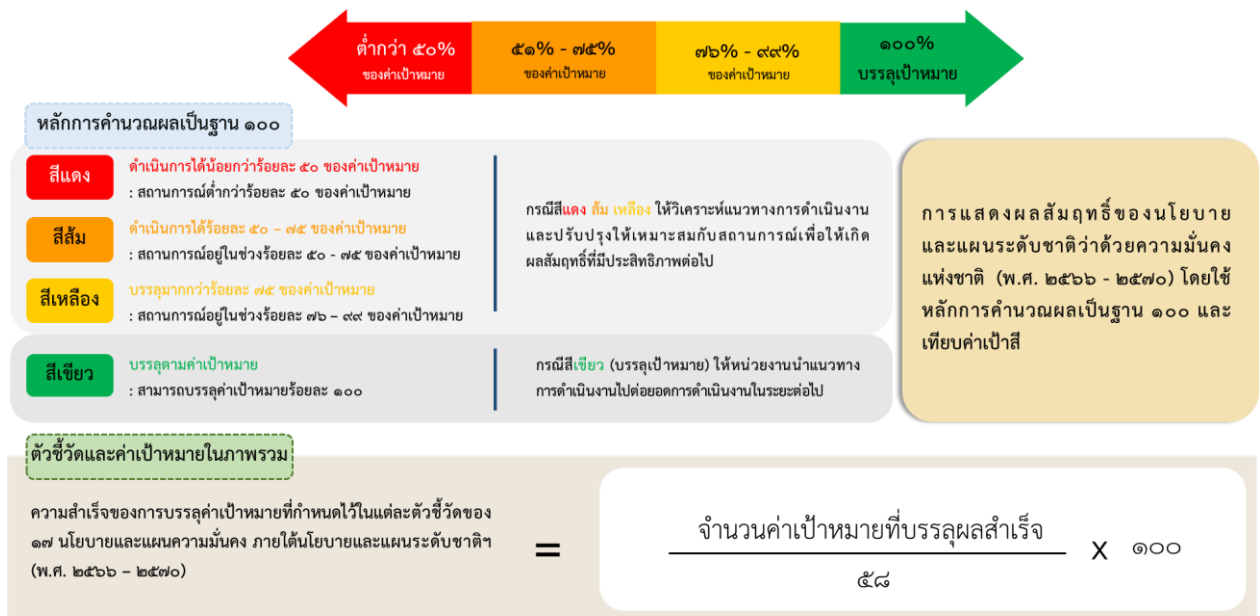 ต่ำกว่า ๕๐%
ของค่าเป้าหมาย
๕๑% - ๗๕%
ของค่าเป้าหมาย
๗๖% - ๙๙%
ของค่าเป้าหมาย
๑๐๐%
บรรลุเป้าหมาย
หลักการคำนวณผลเป็นฐาน ๑๐๐
สีแดง
ดำเนินการได้น้อยกว่าร้อยละ ๕๐ ของค่าเป้าหมาย
: สถานการณ์ต่ำกว่าร้อยละ ๕๐ ของค่าเป้าหมาย
สีส้ม
ดำเนินการได้ร้อยละ ๕๐ – ๗๕ ของค่าเป้าหมาย
: สถานการณ์อยู่ในช่วงร้อยละ ๕๐ - ๗๕ ของค่าเป้าหมาย
สีเหลือง
บรรลุมากกว่าร้อยละ ๗๕ ของค่าเป้าหมาย
: สถานการณ์อยู่ในช่วงร้อยละ ๗๖ – ๙๙ ของค่าเป้าหมาย
กรณีสีแดง ส้ม เหลือง ให้วิเคราะห์แนวทางการดำเนินงาน
และปรับปรุงให้เหมาะสมกับสถานการณ์เพื่อให้เกิด
ผลสัมฤทธิ์ที่มีประสิทธิภาพต่อไป
สีเขียว
บรรลุตามค่าเป้าหมาย
: สามารถบรรลุค่าเป้าหมายร้อยละ ๑๐๐
กรณีสีเขียว (บรรลุเป้าหมาย) ให้หน่วยงานนำแนวทาง
การดำเนินงานไปต่อยอดการดำเนินงานในระยะต่อไป
การแสดงผลสัมฤทธิ์ของนโยบาย
และแผนระดับชาติว่าด้วยความมั่นคง
แห่งชาติ (พ.ศ. ๒๕๖๖ - ๒๕๗๐) โดยใช้
หลักการคำนวณผลเป็นฐาน ๑๐๐ และ
เทียบค่าเป้าสี
ตัวชี้วัดและค่าเป้าหมายในภาพรวม
ความสำเร็จของการบรรลุค่าเป้าหมายที่กำหนดไว้ในแต่ละตัวชี้วัดของ
๑๗ นโยบายและแผนความมั่นคง ภายใต้นโยบายและแผนระดับชาติฯ
(พ.ศ. ๒๕๖๖ – ๒๕๗๐)
=
จำนวนค่าเป้าหมายที่บรรลุผลสำเร็จ
๕๘
X ๑๐๐